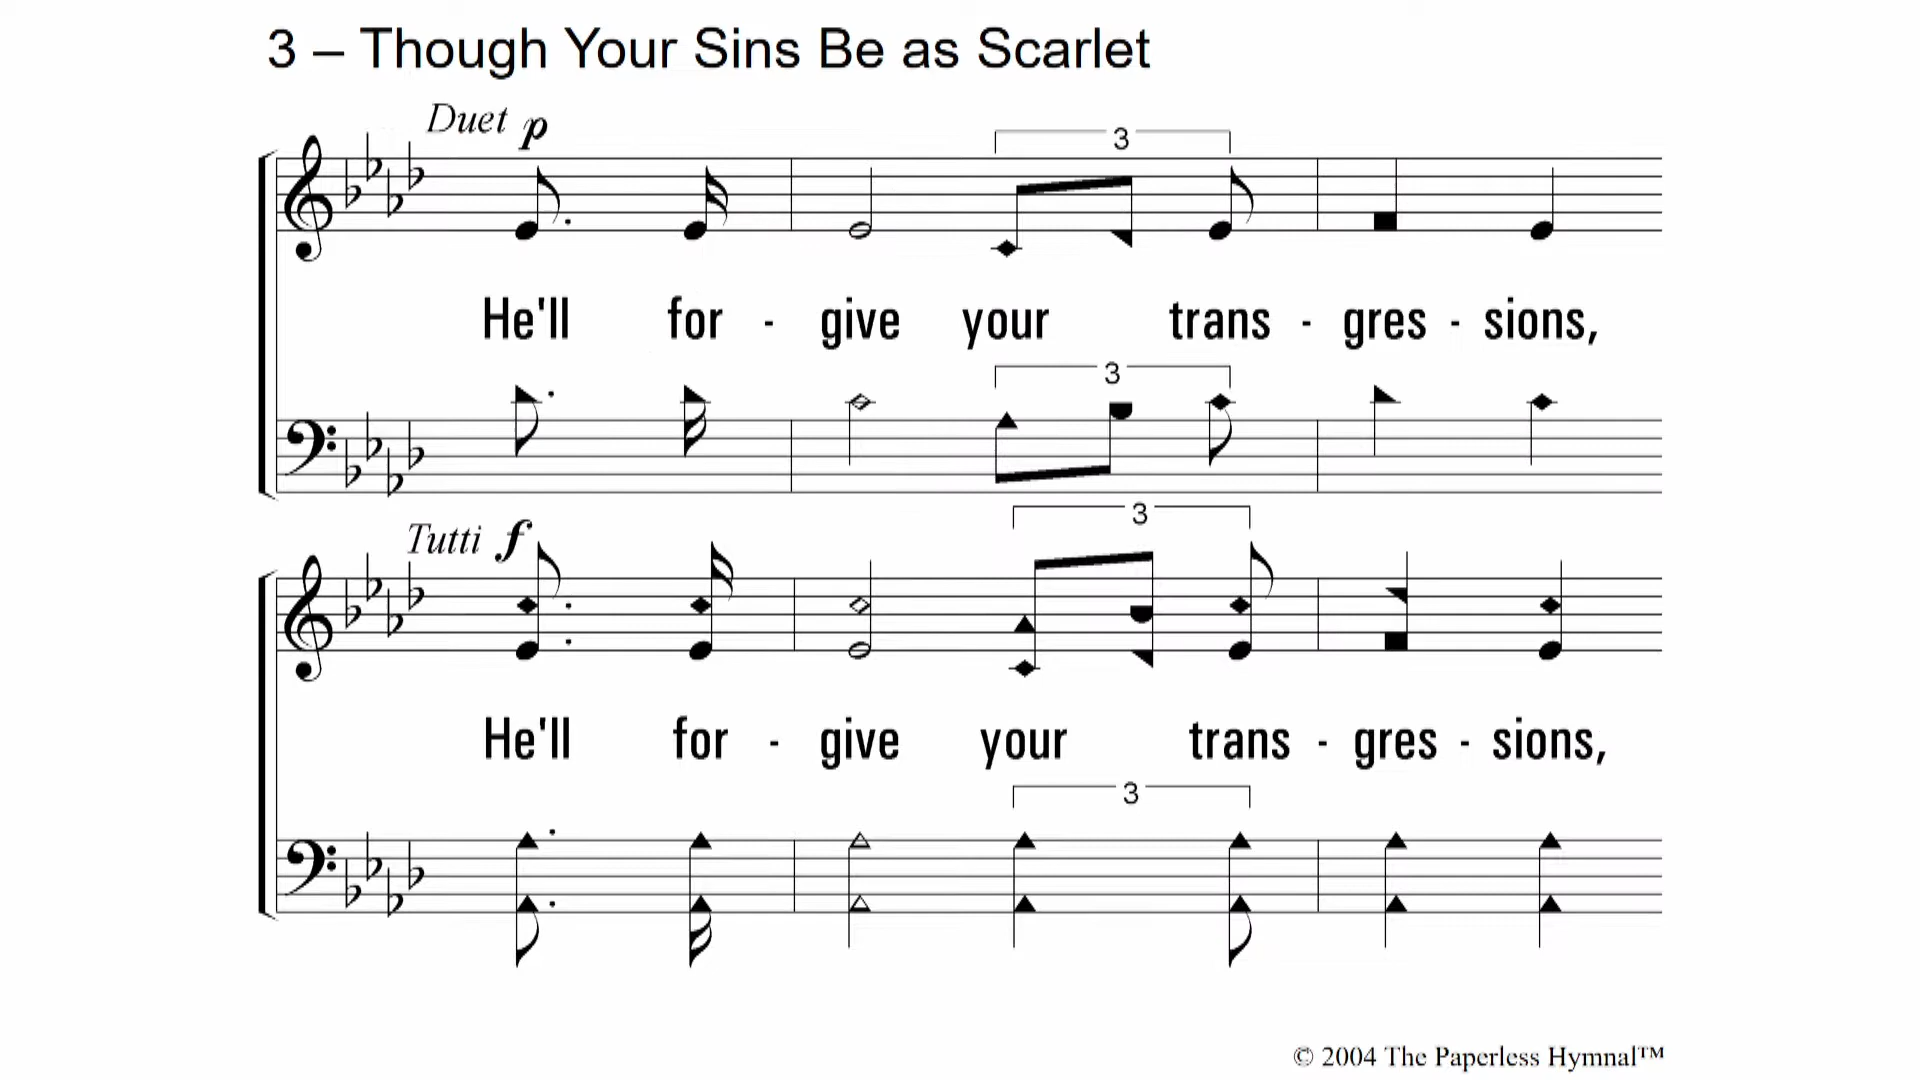 3 – Though Your Sins Be as Scarlet
Duet p
3
He'll for - give your trans - gres - sions,
3
Tutti f
3
He'll for - give your trans - gres - sions,
3
© 2004 The Paperless Hymnal™